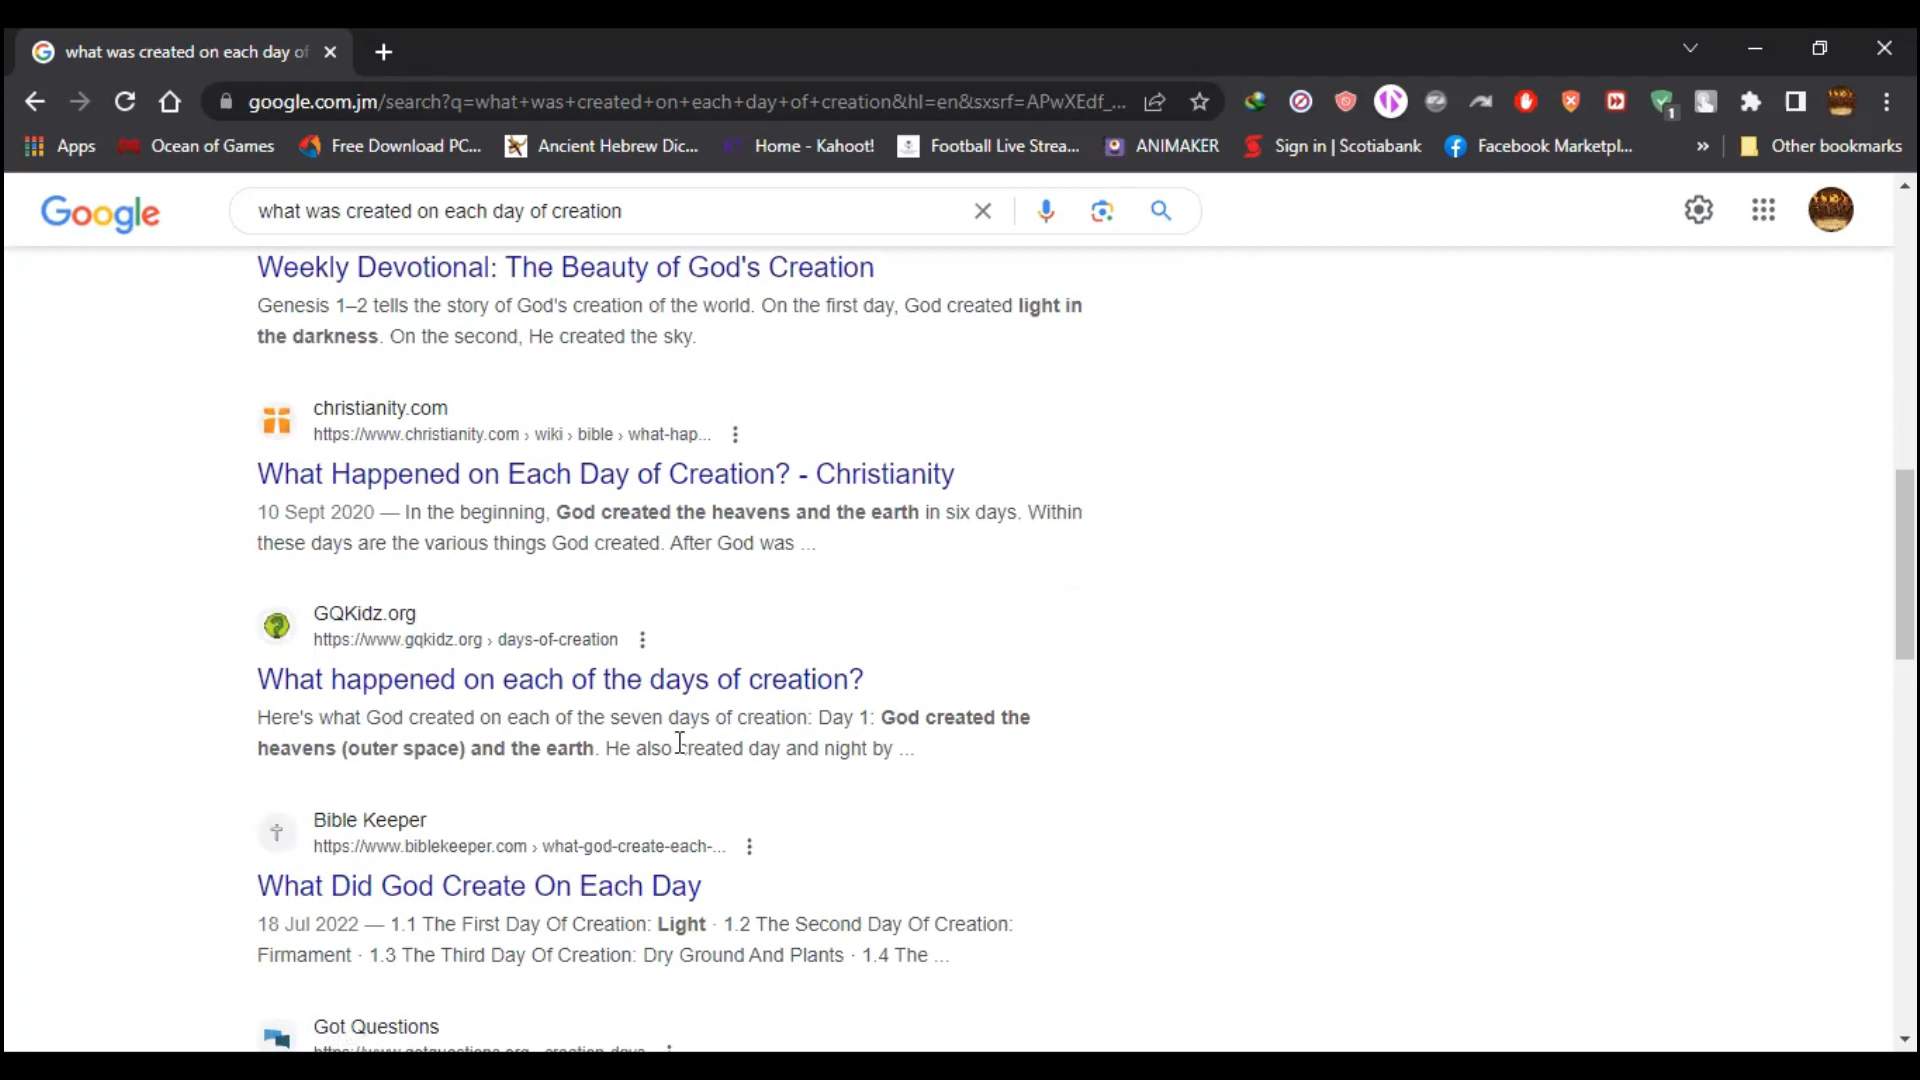 what was created on each day of
google.com.jm/search?q=what+was+created+on+each+day+of+creation&hl=en&sxsrf=APwXEdf_...
1
Apps Ocean of Games Free Download PC... Ancient Hebrew Dic... Home - Kahoot! Football Live Strea... ANIMAKER Sign in | Scotiabank Facebook Marketpl... » Other bookmarks
Google what was created on each day of creation
Weekly Devotional: The Beauty of God's Creation
Genesis 1–2 tells the story of God's creation of the world. On the first day, God created light in
the darkness. On the second, He created the sky.
christianity.com
https://www.christianity.com › wiki › bible › what-hap...
What Happened on Each Day of Creation? - Christianity
10 Sept 2020 — In the beginning, God created the heavens and the earth in six days. Within
these days are the various things God created. After God was ...
GQKidz.org
https://www.gqkidz.org › days-of-creation
What happened on each of the days of creation?
Here's what God created on each of the seven days of creation: Day 1: God created the
heavens (outer space) and the earth. He also created day and night by ...
Bible Keeper
https://www.biblekeeper.com › what-god-create-each-...
What Did God Create On Each Day
18 Jul 2022 — 1.1 The First Day Of Creation: Light · 1.2 The Second Day Of Creation:
Firmament · 1.3 The Third Day Of Creation: Dry Ground And Plants · 1.4 The ...
Got Questions